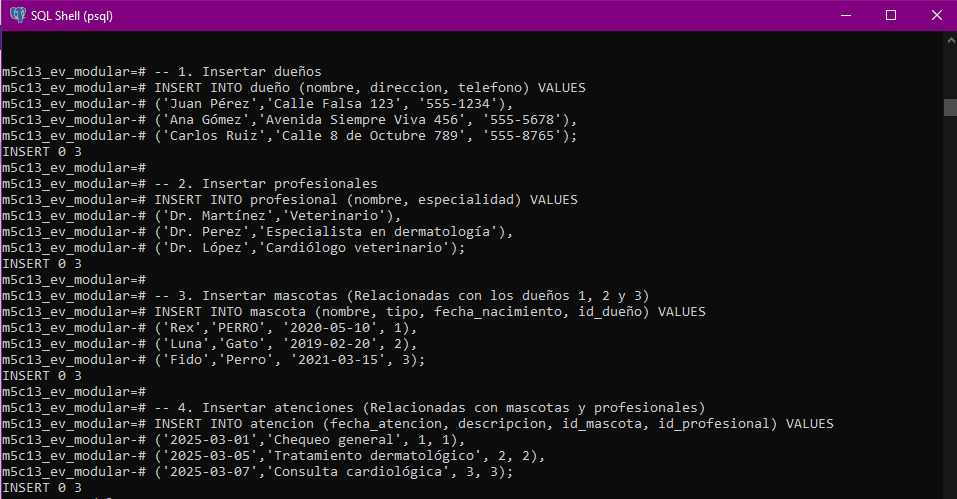 SQL Shell (psql)
m5c13_ev_modular=# -- 1. Insertar dueños
m5c13_ev_modular=# INSERT INTO dueño (nombre, direccion, telefono) VALUES
m5c13_ev_modular-# ('Juan Pérez','Calle Falsa 123', '555-1234'),
m5c13_ev_modular-# ('Ana Gómez','Avenida Siempre Viva 456', '555-5678'),
m5c13_ev_modular-# ('Carlos Ruiz','Calle 8 de Octubre 789', '555-8765');
INSERT 0 3
m5c13_ev_modular=#
m5c13_ev_modular=# -- 2. Insertar profesionales
m5c13_ev_modular=# INSERT INTO profesional (nombre, especialidad) VALUES
m5c13_ev_modular-# ('Dr. Martínez','Veterinario'),
m5c13_ev_modular-# ('Dr. Perez','Especialista en dermatología'),
m5c13_ev_modular-# ('Dr. López','Cardiólogo veterinario');
INSERT 0 3
m5c13_ev_modular=#
m5c13_ev_modular=# -- 3. Insertar mascotas (Relacionadas con los dueños 1, 2 y 3)
m5c13_ev_modular=# INSERT INTO mascota (nombre, tipo, fecha_nacimiento, id_dueño) VALUES
m5c13_ev_modular-# ('Rex','PERRO', '2020-05-10', 1),
m5c13_ev_modular-# ('Luna','Gato', '2019-02-20', 2),
m5c13_ev_modular-# ('Fido','Perro', '2021-03-15', 3);
INSERT 0 3
m5c13_ev_modular=#
m5c13_ev_modular=# -- 4. Insertar atenciones (Relacionadas con mascotas y profesionales)
m5c13_ev_modular=# INSERT INTO atencion (fecha_atencion, descripcion, id_mascota, id_profesional) VALUES
m5c13_ev_modular-# ('2025-03-01','Chequeo general', 1, 1),
m5c13_ev_modular-# ('2025-03-05','Tratamiento dermatológico', 2, 2),
m5c13_ev_modular-# ('2025-03-07','Consulta cardiológica', 3, 3);
INSERT 0 3